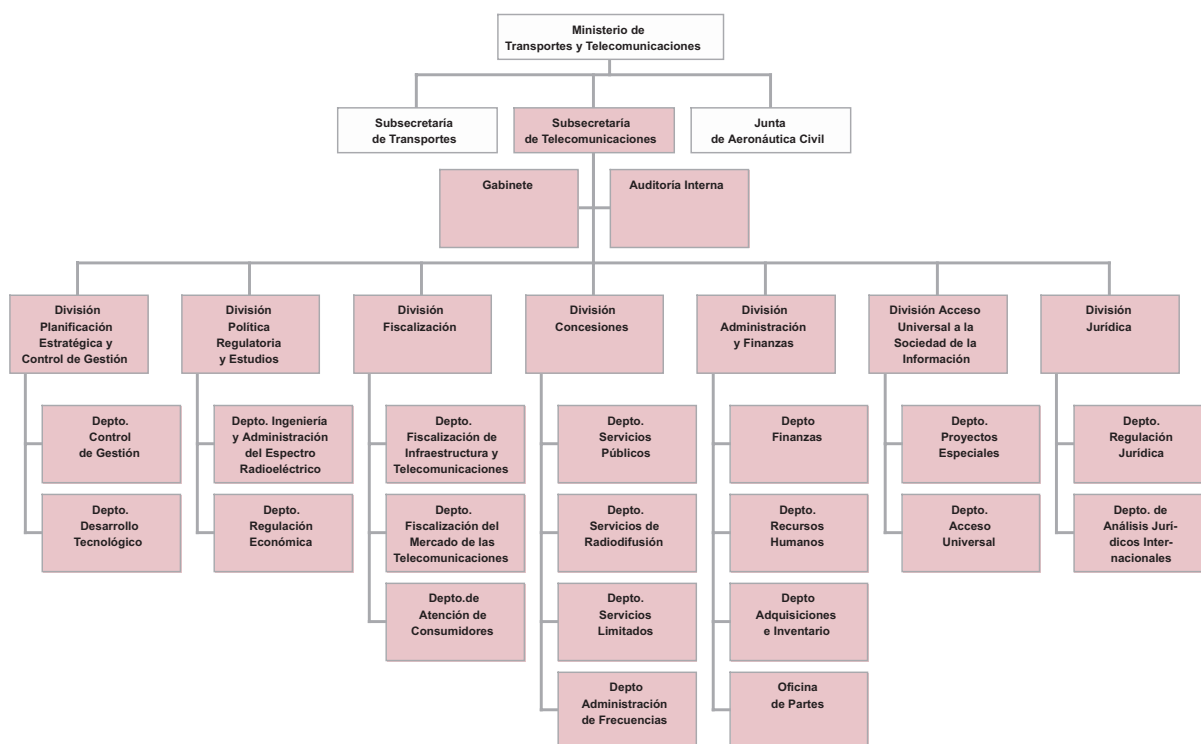 Ministerio de
Transportes y Telecomunicaciones
Subsecretaría
de Transportes
Subsecretaría
de Telecomunicaciones
Junta
de Aeronáutica Civil
Gabinete
Auditoría Interna
División
Planificación
Estratégica y
Control de Gestión
División
Política
Regulatoria
y Estudios
División
Fiscalización
División
Concesiones
División
Administración
y Finanzas
División Acceso
Universal a la
Sociedad de la
Información
División
Jurídica
Depto.
Control
de Gestión
Depto. Ingeniería
y Administración
del Espectro
Radioeléctrico
Depto.
Fiscalización de
Infraestructura y
Telecomunicaciones
Depto.
Servicios
Públicos
Depto
Finanzas
Depto.
Proyectos
Especiales
Depto.
Regulación
Jurídica
Depto.
Desarrollo
Tecnológico
Depto.
Regulación
Económica
Depto.
Fiscalización del
Mercado de las
Telecomunicaciones
Depto.
Servicios de
Radiodifusión
Depto.
Recursos
Humanos
Depto.
Acceso
Universal
Depto. de
Análisis Jurí-
dicos Inter-
nacionales
Depto.de
Atención de
Consumidores
Depto.
Servicios
Limitados
Depto
Adquisiciones
e Inventario
Depto
Administración
de Frecuencias
Oficina
de Partes